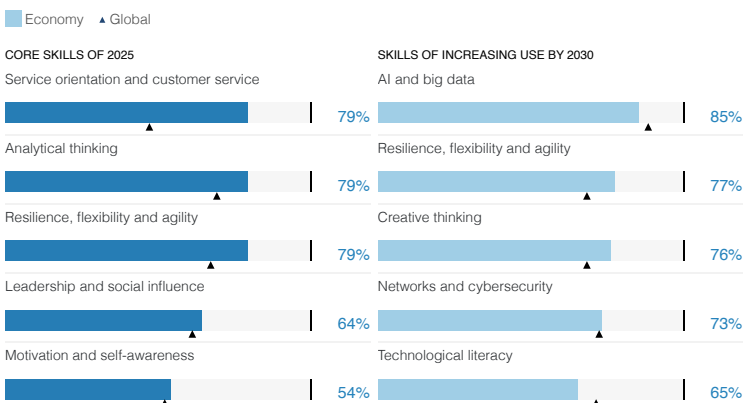 Economy Global
CORE SKILLS OF 2025
Service orientation and customer service
79%
Analytical thinking
79%
Resilience, flexibility and agility
79%
Leadership and social influence
64%
Motivation and self-awareness
54%
SKILLS OF INCREASING USE BY 2030
AI and big data
85%
Resilience, flexibility and agility
77%
Creative thinking
76%
Networks and cybersecurity
73%
Technological literacy
65%